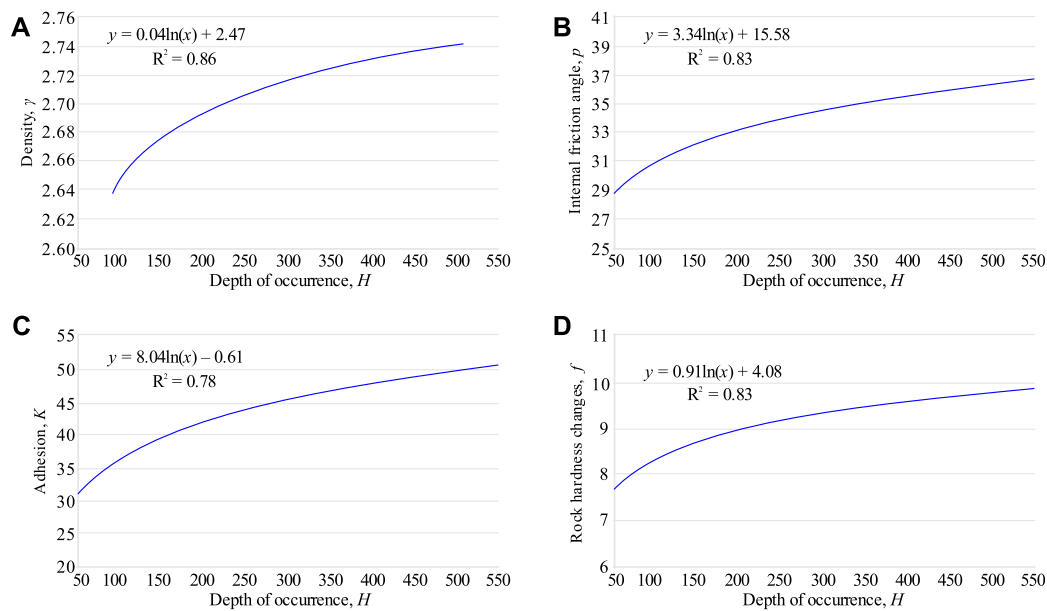 A
y = 0.04ln(x) + 2.47
R² = 0.86
Density, γ
2.76
2.74
2.72
2.70
2.68
2.66
2.64
2.62
2.60
50 100 150 200 250 300 350 400 450 500 550
Depth of occurrence, H
B
y = 3.34ln(x) + 15.58
R² = 0.83
Internal friction angle, p
41
39
37
35
33
31
29
27
25
50 100 150 200 250 300 350 400 450 500 550
Depth of occurrence, H
C
y = 8.04ln(x) – 0.61
R² = 0.78
Adhesion, K
55
50
45
40
35
30
25
20
50 100 150 200 250 300 350 400 450 500 550
Depth of occurrence, H
D
y = 0.91ln(x) + 4.08
R² = 0.83
Rock hardness changes, f
11
10
9
8
7
6
50 100 150 200 250 300 350 400 450 500 550
Depth of occurrence, H